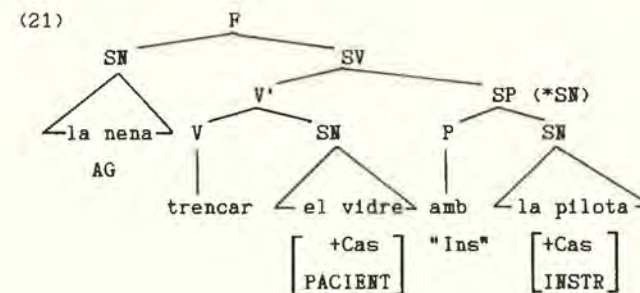 (21) F
SN SV
V' SP (*SN)
la nena V SN P SN
AG
trencar el vidre amb la pilota
+Cas "Ins" +Cas
PACIENT INSTR